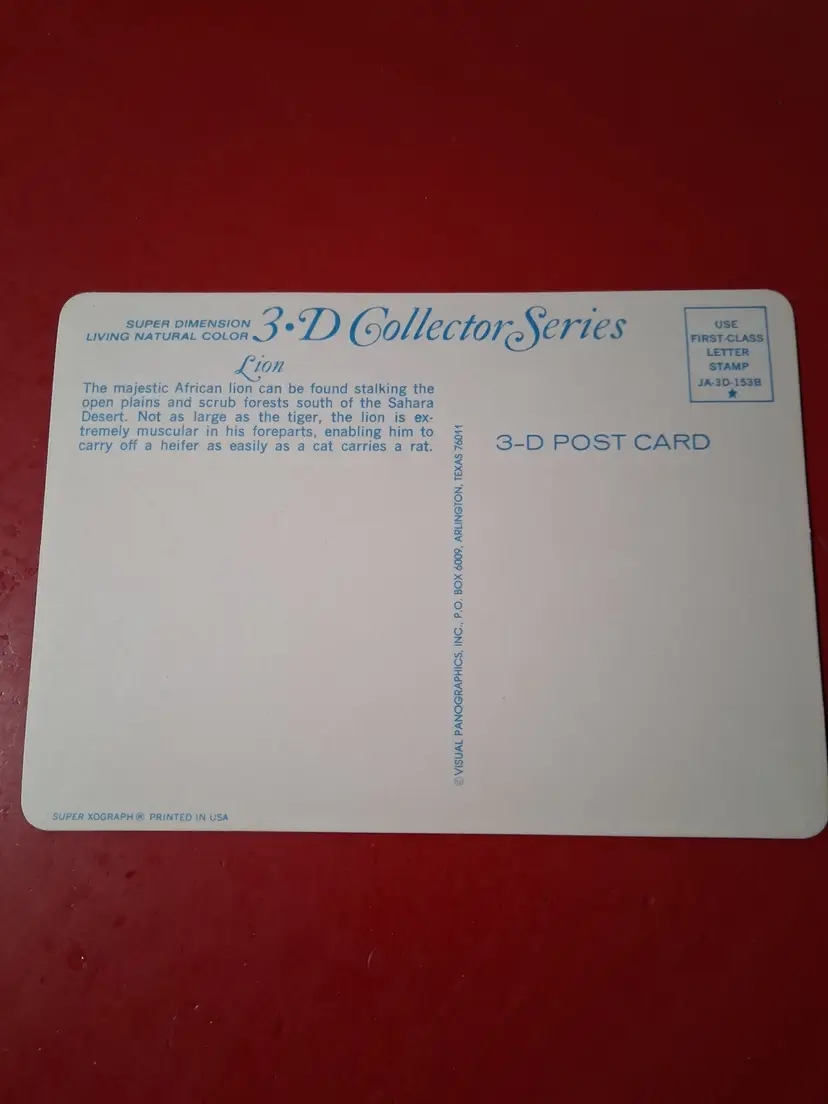 SUPER DIMENSION
LIVING NATURAL COLOR
3·D Collector Series
Lion
The majestic African lion can be found stalking the
open plains and scrub forests south of the Sahara
Desert. Not as large as the tiger, the lion is ex-
tremely muscular in his foreparts, enabling him to
carry off a heifer as easily as a cat carries a rat.
SUPER XOGRAPH® PRINTED IN USA
© VISUAL PANOGRAPHICS, INC., P.O. BOX 6009, ARLINGTON, TEXAS 76011
USE
FIRST-CLASS
LETTER
STAMP
JA-3D-153B
3-D POST CARD